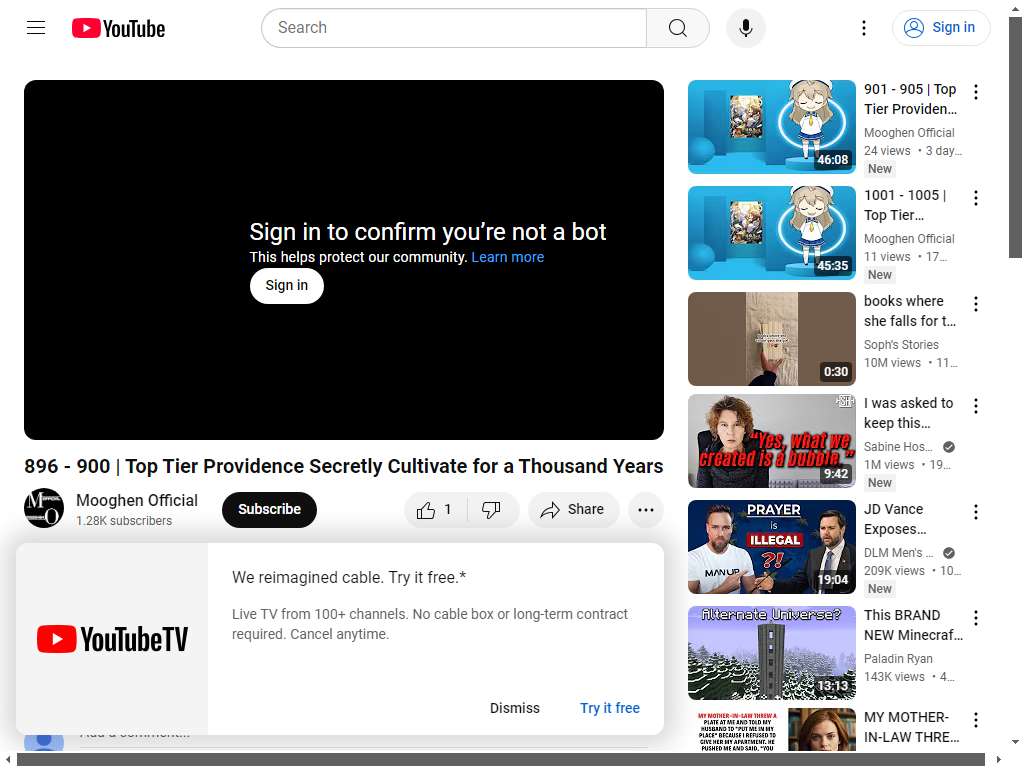 YouTube
Search
Sign in
Sign in to confirm you’re not a bot
This helps protect our community. Learn more
Sign in
896 - 900 | Top Tier Providence Secretly Cultivate for a Thousand Years
Mooghen Official
1.28K subscribers
Subscribe
1
Share
We reimagined cable. Try it free.*
Live TV from 100+ channels. No cable box or long-term contract
required. Cancel anytime.
YouTubeTV
Dismiss
Try it free
46:08
901 - 905 | Top
Tier Providen…
Mooghen Official
24 views • 3 day…
New
45:35
1001 - 1005 |
Top Tier…
Mooghen Official
11 views • 17…
New
0:30
books where
she falls for t…
Soph's Stories
10M views • 11…
"Yes, what we
created is a bubble."
9:42
I was asked to
keep this…
Sabine Hos…
1M views • 19…
New
PRAYER
is
ILLEGAL
?!
MAN UP
19:04
JD Vance
Exposes…
DLM Men's …
209K views • 10…
New
Alternate Universe?
13:13
This BRAND
NEW Minecraf…
Paladin Ryan
143K views • 4…
MY MOTHER-IN-LAW THREW A
PLATE AT ME AND TOLD MY
HUSBAND TO "PUT ME IN MY
PLACE" BECAUSE I REFUSED TO
GIVE HER MY APARTMENT. HE
PUSHED ME AND SAID, "YOU
MY MOTHER-
IN-LAW THRE…